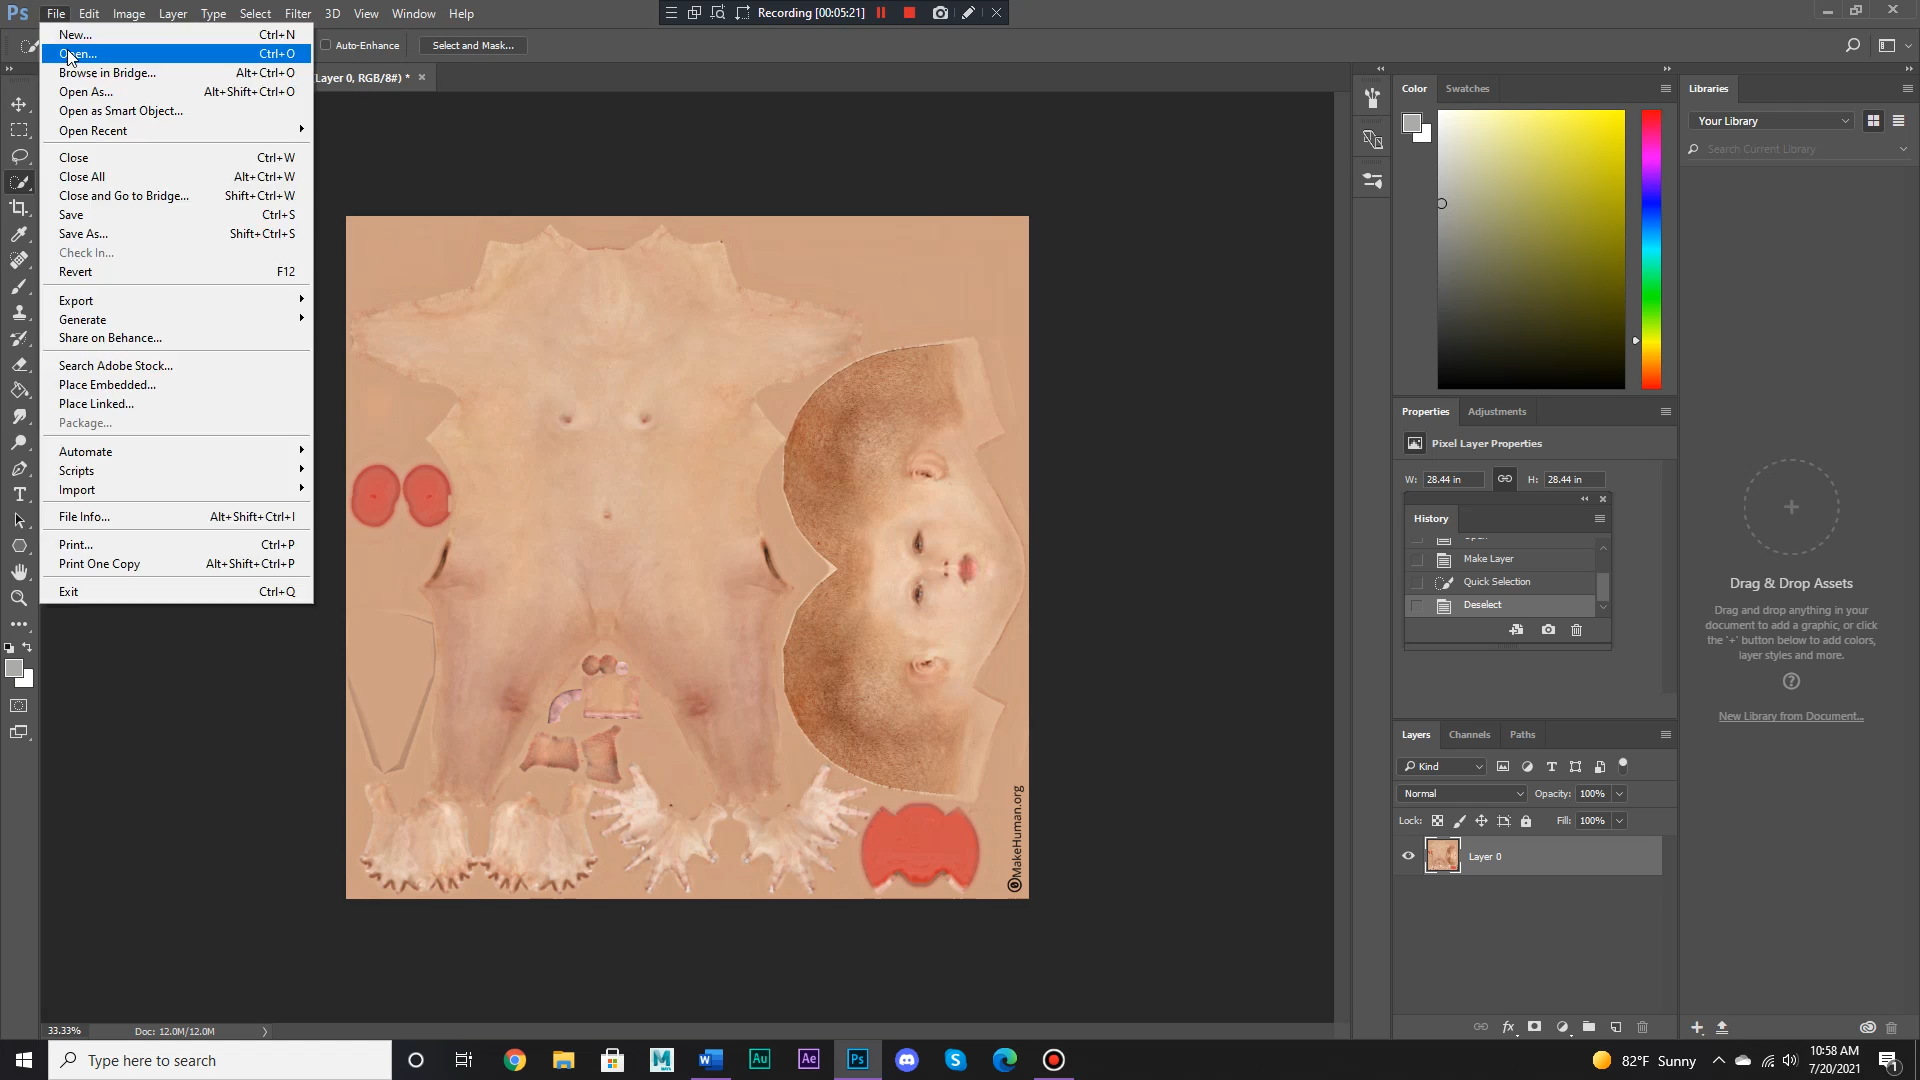 Ps File Edit Image Layer Type Select Filter 3D View Window Help
Recording [00:05:21]
Auto-Enhance
Select and Mask...
Layer 0, RGB/8#) *
New... Ctrl+N
Open... Ctrl+O
Browse in Bridge... Alt+Ctrl+O
Open As... Alt+Shift+Ctrl+O
Open as Smart Object...
Open Recent
Close Ctrl+W
Close All Alt+Ctrl+W
Close and Go to Bridge... Shift+Ctrl+W
Save Ctrl+S
Save As... Shift+Ctrl+S
Check In...
Revert F12
Export
Generate
Share on Behance...
Search Adobe Stock...
Place Embedded...
Place Linked...
Package...
Automate
Scripts
Import
File Info... Alt+Shift+Ctrl+I
Print... Ctrl+P
Print One Copy Alt+Shift+Ctrl+P
Exit Ctrl+Q
MakeHuman.org
Color Swatches
Properties Adjustments
Pixel Layer Properties
W: 28.44 in H: 28.44 in
History
Make Layer
Quick Selection
Deselect
Layers Channels Paths
Kind
Normal Opacity: 100%
Lock: Fill: 100%
Layer 0
fx
Libraries
Your Library
Search Current Library
Drag & Drop Assets
Drag and drop anything in your
document to add a graphic, or click
the '+' button below to add colors,
layer styles and more.
New Library from Document...
33.33% Doc: 12.0M/12.0M
Type here to search
Au Ae Ps
82°F Sunny
10:58 AM
7/20/2021
1